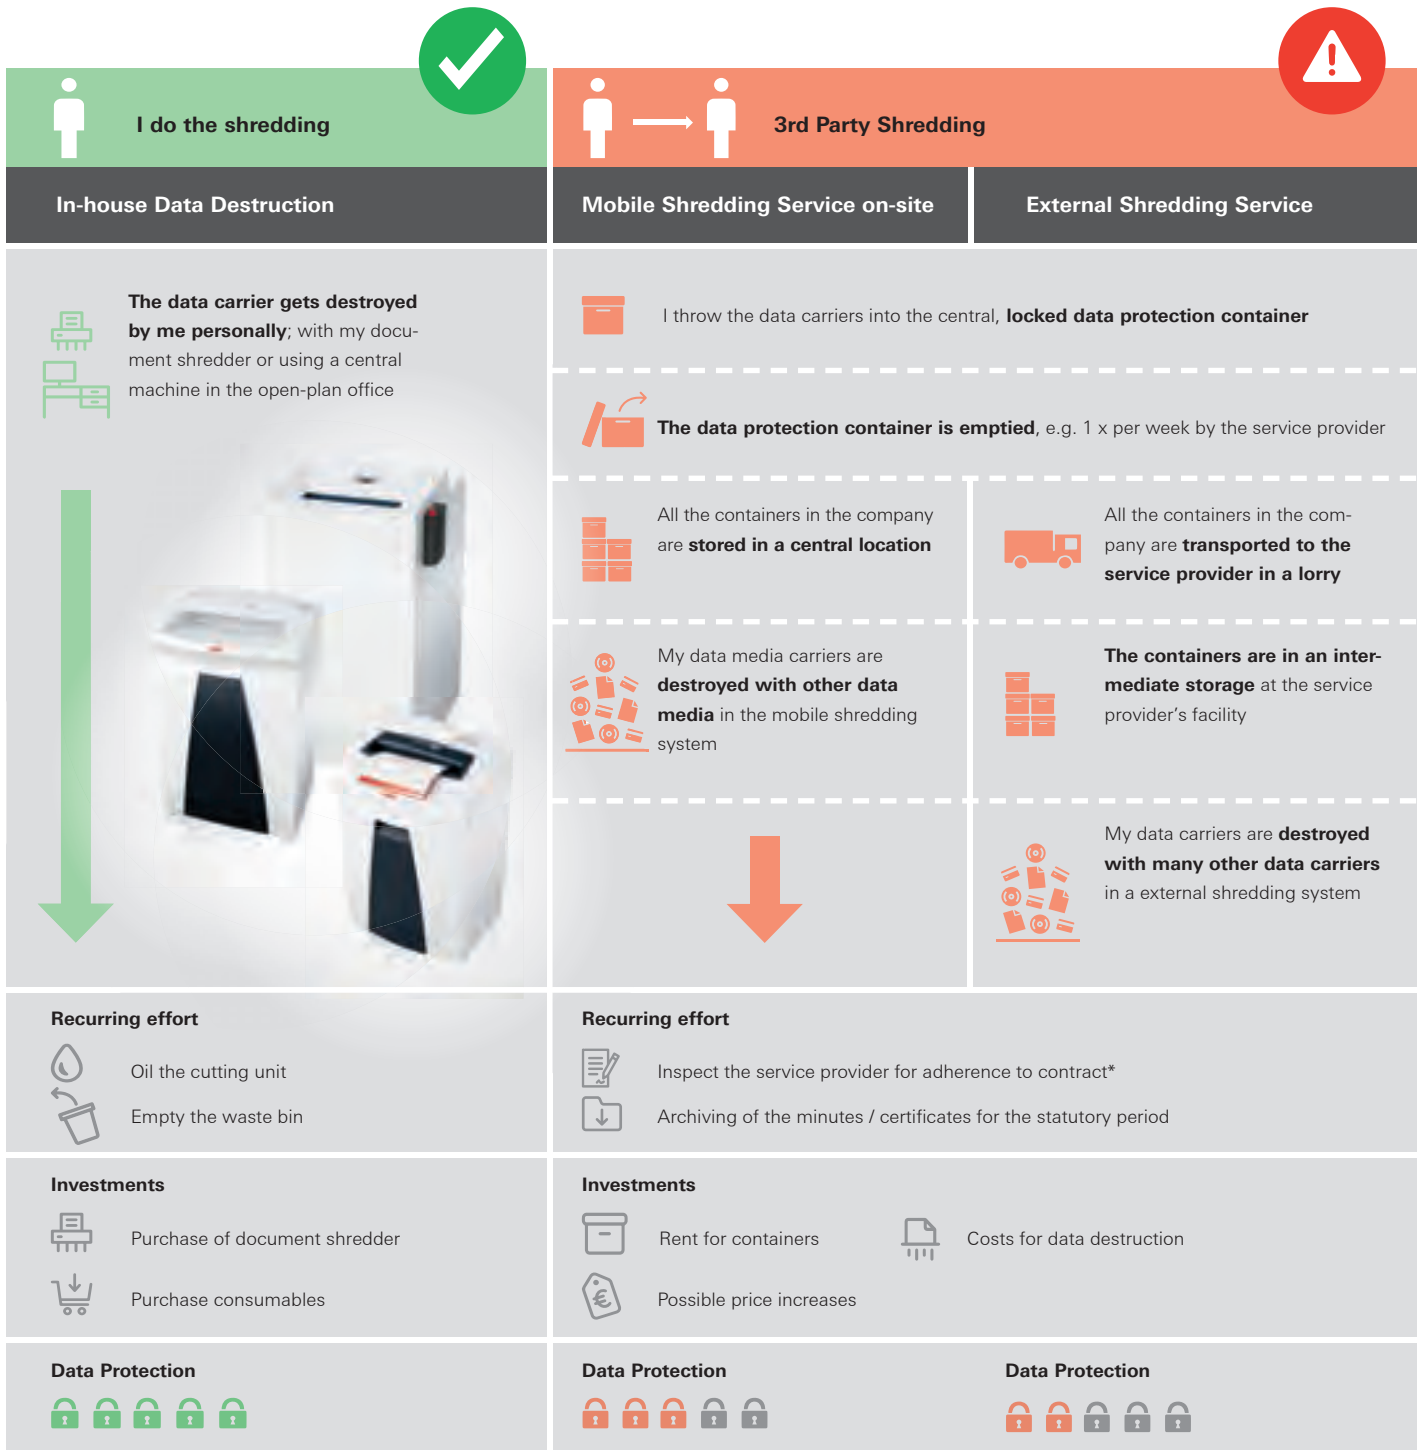 I do the shredding
3rd Party Shredding
In-house Data Destruction
Mobile Shredding Service on-site
External Shredding Service
The data carrier gets destroyed
by me personally; with my docu-
ment shredder or using a central
machine in the open-plan office
I throw the data carriers into the central, locked data protection container
The data protection container is emptied, e.g. 1 x per week by the service provider
All the containers in the company
are stored in a central location
All the containers in the com-
pany are transported to the
service provider in a lorry
My data media carriers are
destroyed with other data
media in the mobile shredding
system
The containers are in an inter-
mediate storage at the service
provider's facility
My data carriers are destroyed
with many other data carriers
in a external shredding system
Recurring effort
Oil the cutting unit
Empty the waste bin
Recurring effort
Inspect the service provider for adherence to contract*
Archiving of the minutes / certificates for the statutory period
Investments
Purchase of document shredder
Purchase consumables
Investments
Rent for containers
Costs for data destruction
€
Possible price increases
Data Protection
Data Protection
Data Protection